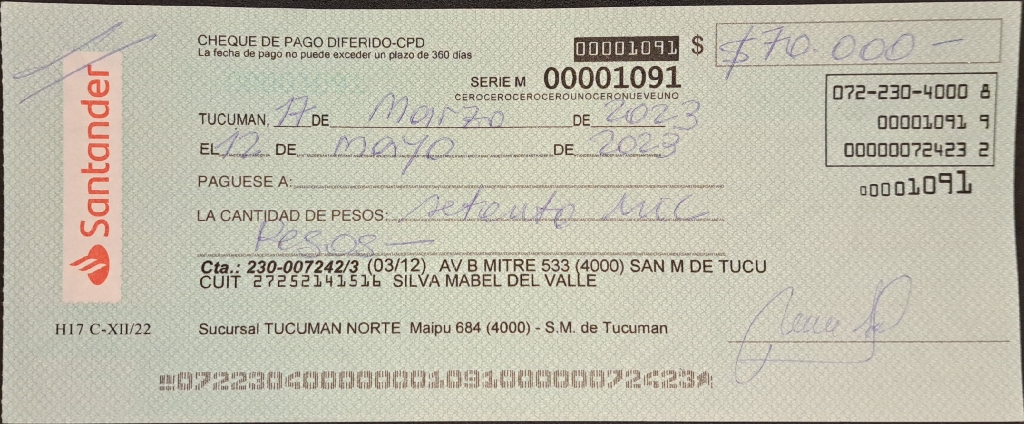 CHEQUE DE PAGO DIFERIDO-CPD
La fecha de pago no puede exceder un plazo de 360 días
00001091 $ $70.000 —
SERIE M 00001091
CEROCEROCEROCEROUNOCERONUEVEUNO
072-230-4000 8
00001091 9
00000072423 2
00001091
Santander
TUCUMAN, 17 DE Marzo DE 2023
EL 12 DE mayo DE 2023
PAGUESE A:
LA CANTIDAD DE PESOS: setenta mil
Pesos —
Cta.: 230-007242/3 (03/12) AV B MITRE 533 (4000) SAN M DE TUCU
CUIT 27252141516 SILVA MABEL DEL VALLE
H17 C-XII/22
Sucursal TUCUMAN NORTE Maipu 684 (4000) - S.M. de Tucuman